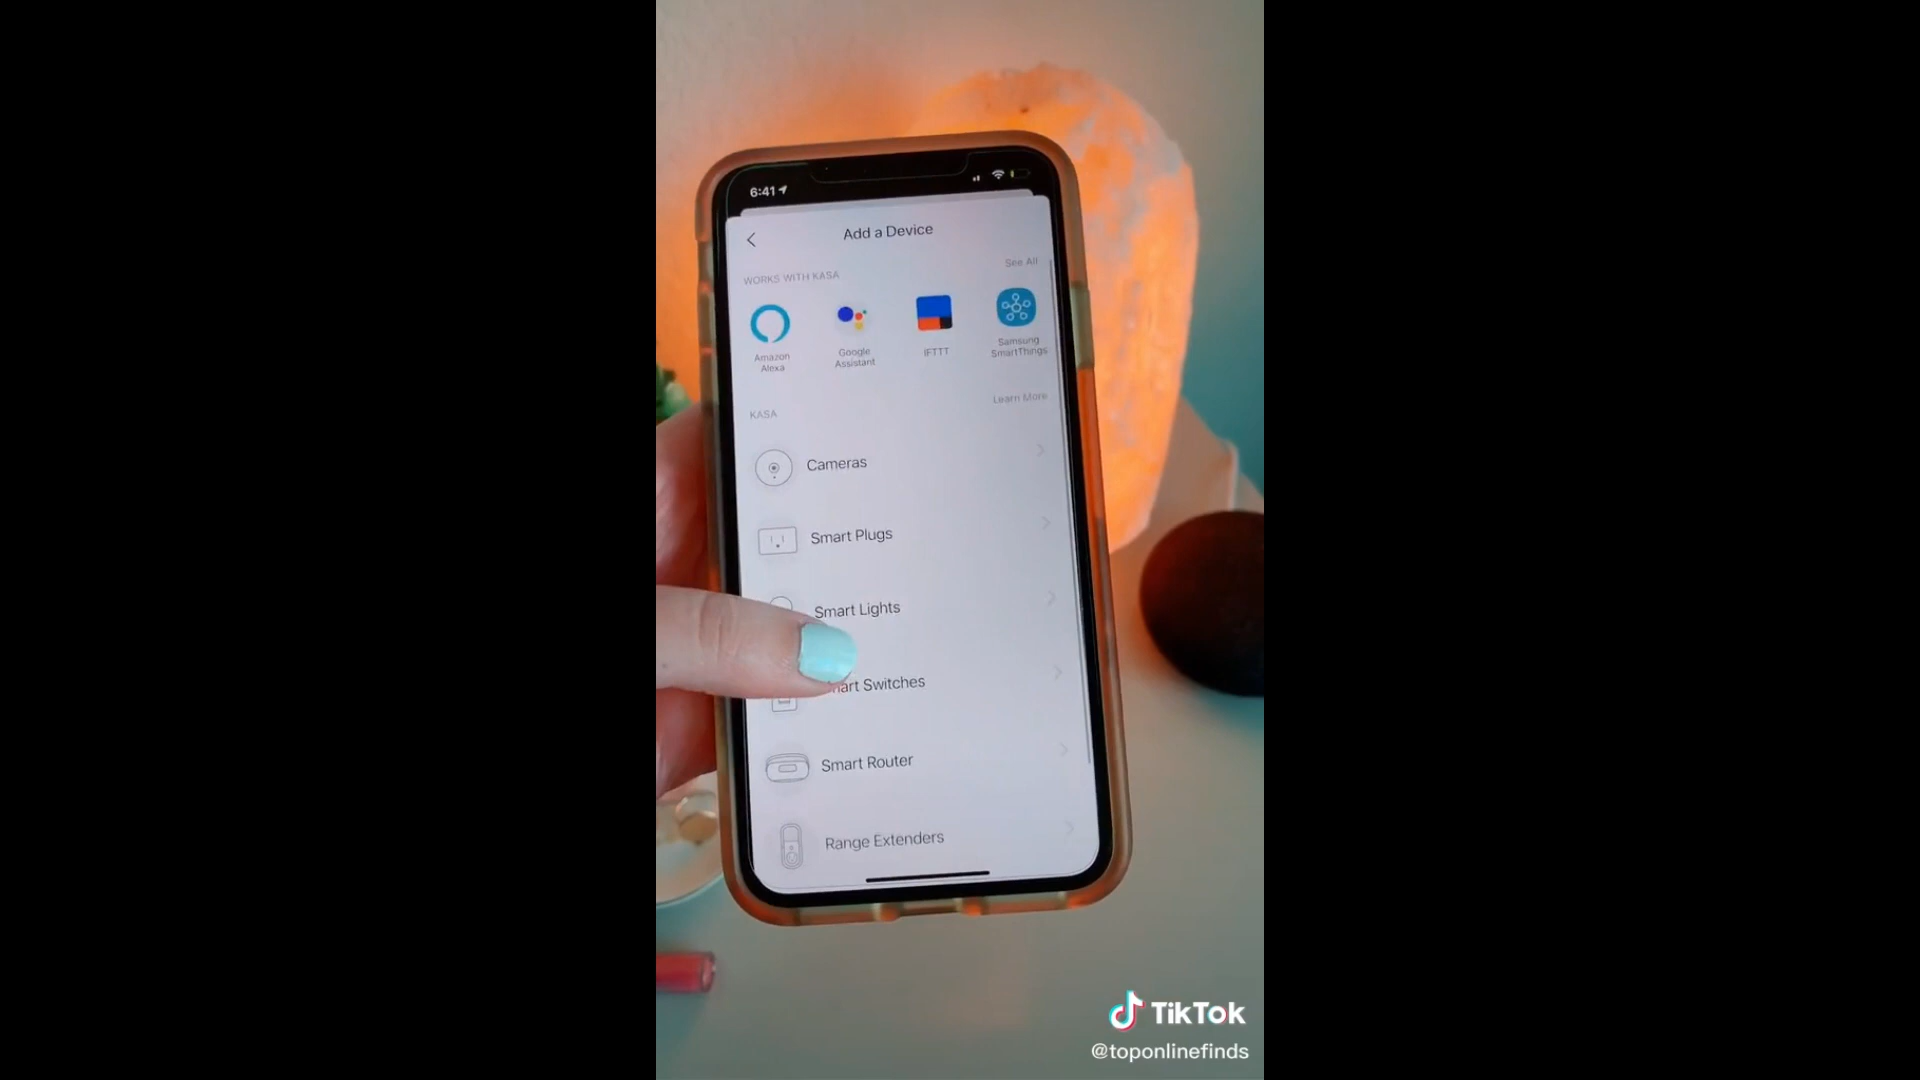 6:41
Add a Device
See All
WORKS WITH KASA
Amazon
Alexa
Google
Assistant
IFTTT
Samsung
SmartThings
Learn More
KASA
Cameras
Smart Plugs
Smart Lights
Switches
Smart Router
Range Extenders
TikTok
@toponlinefinds